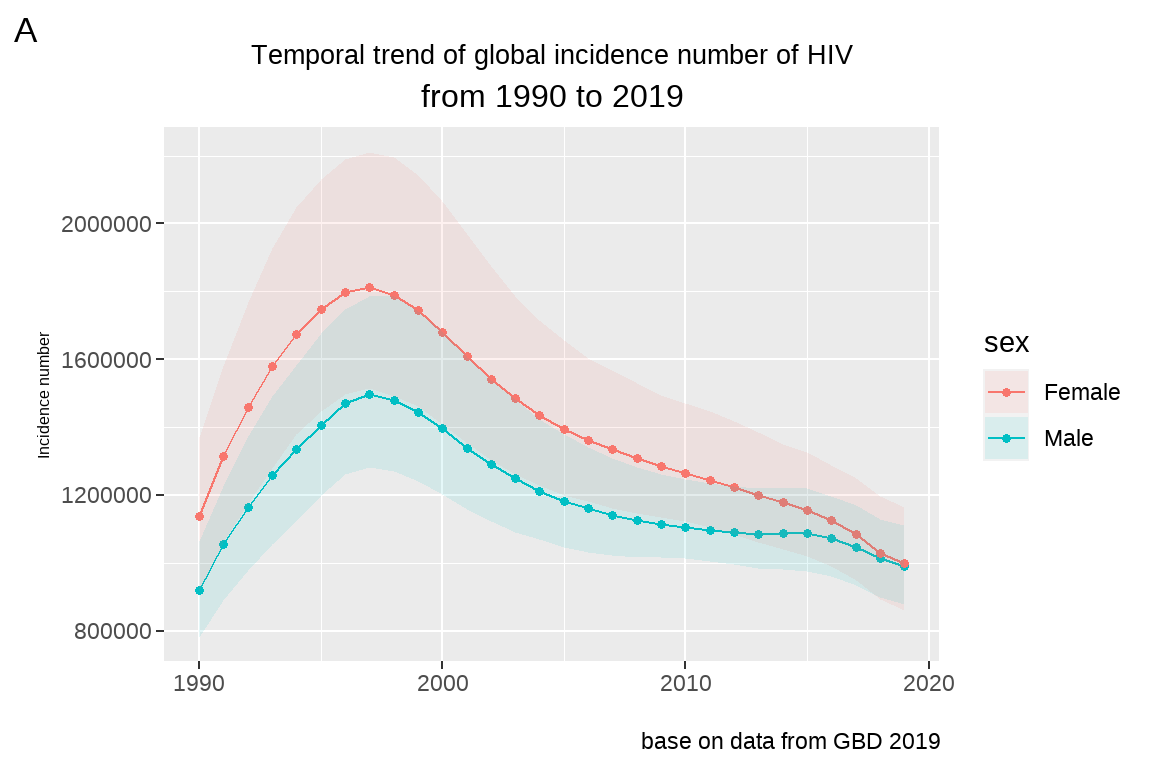 A
Temporal trend of global incidence number of HIV
from 1990 to 2019
Incidence number
2000000
1600000
1200000
800000
1990 2000 2010 2020
sex
Female
Male
base on data from GBD 2019